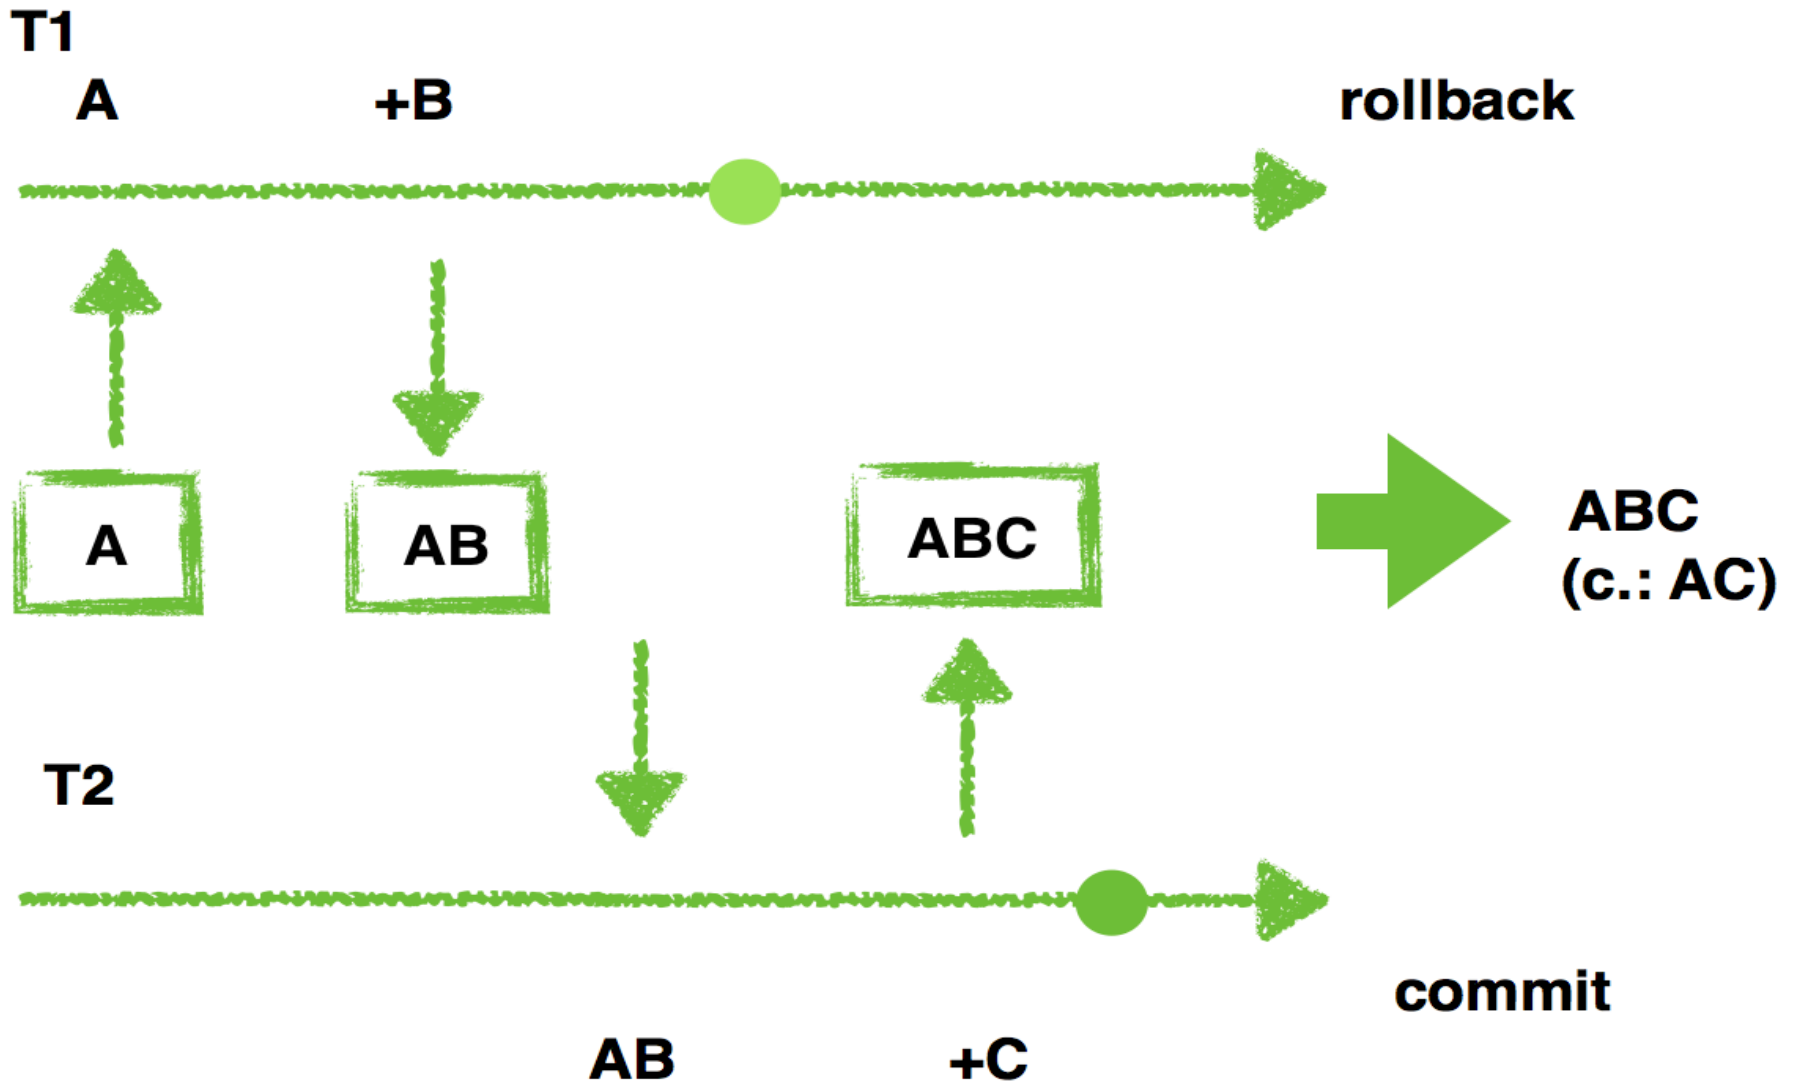 T1
A +B rollback
A AB ABC
ABC
(c.: AC)
T2
commit
AB +C